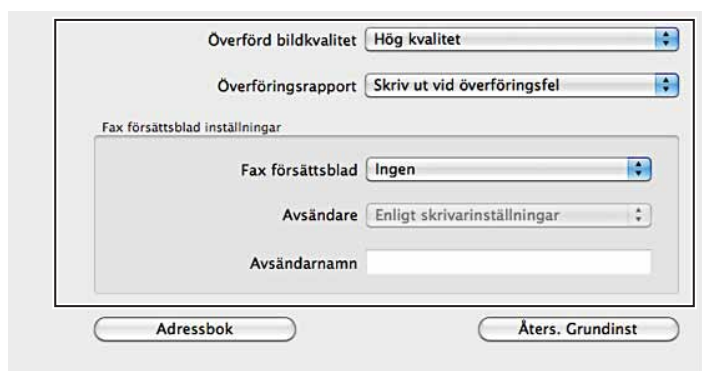 Överförd bildkvalitet Hög kvalitet
Överföringsrapport Skriv ut vid överföringsfel
Fax försättsblad inställningar
Fax försättsblad Ingen
Avsändare Enligt skrivarinställningar
Avsändarnamn
Adressbok Åters. Grundinst